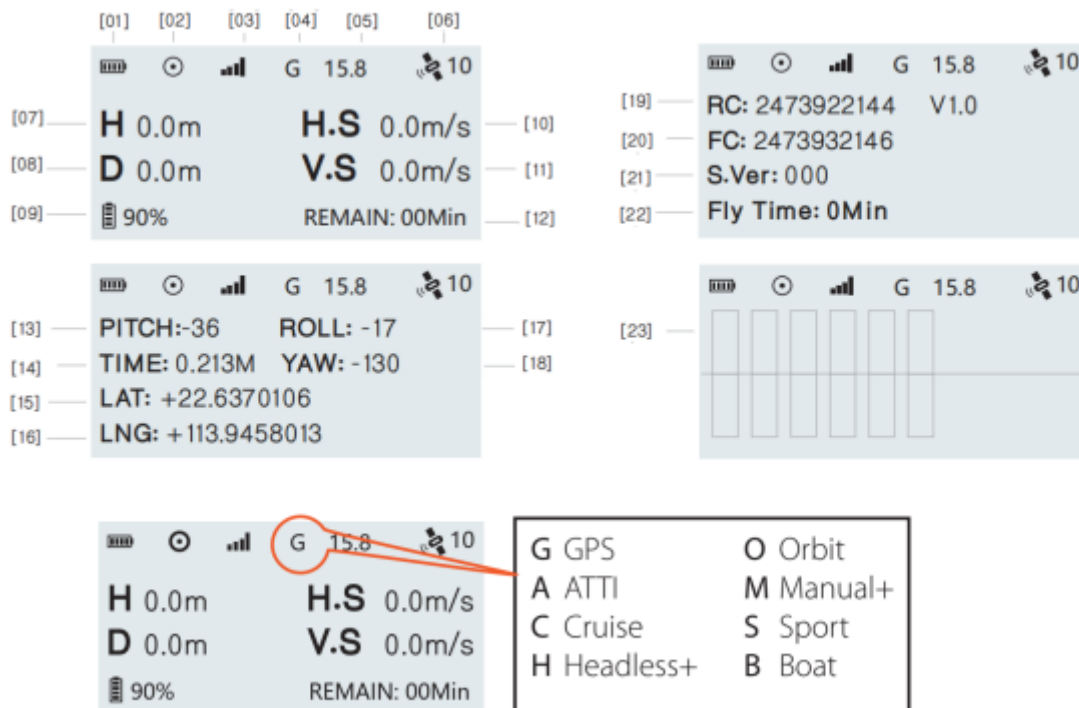 [01] [02] [03] [04] [05] [06]
G 15.8 10
[07] H 0.0m H.S 0.0m/s [10]
[08] D 0.0m V.S 0.0m/s [11]
[09] 90% REMAIN: 00Min [12]
G 15.8 10
[19] RC: 2473922144 V1.0
[20] FC: 2473932146
[21] S.Ver: 000
[22] Fly Time: 0Min
G 15.8 10
[13] PITCH:-36 ROLL: -17 [17]
[14] TIME: 0.213M YAW: -130 [18]
[15] LAT: +22.6370106
[16] LNG: +113.9458013
G 15.8 10
[23]
G 15.8 10
H 0.0m H.S 0.0m/s
D 0.0m V.S 0.0m/s
90% REMAIN: 00Min
G GPS O Orbit
A ATTI M Manual+
C Cruise S Sport
H Headless+ B Boat